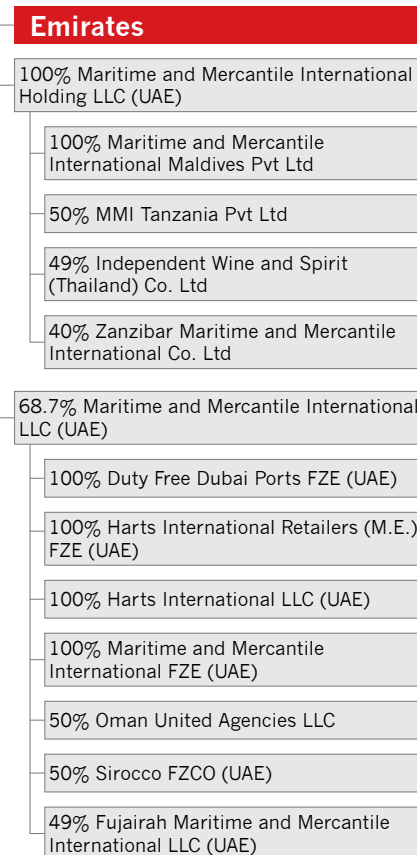 Emirates
100% Maritime and Mercantile International
Holding LLC (UAE)
100% Maritime and Mercantile
International Maldives Pvt Ltd
50% MMI Tanzania Pvt Ltd
49% Independent Wine and Spirit
(Thailand) Co. Ltd
40% Zanzibar Maritime and Mercantile
International Co. Ltd
68.7% Maritime and Mercantile International
LLC (UAE)
100% Duty Free Dubai Ports FZE (UAE)
100% Harts International Retailers (M.E.)
FZE (UAE)
100% Harts International LLC (UAE)
100% Maritime and Mercantile
International FZE (UAE)
50% Oman United Agencies LLC
50% Sirocco FZCO (UAE)
49% Fujairah Maritime and Mercantile
International LLC (UAE)